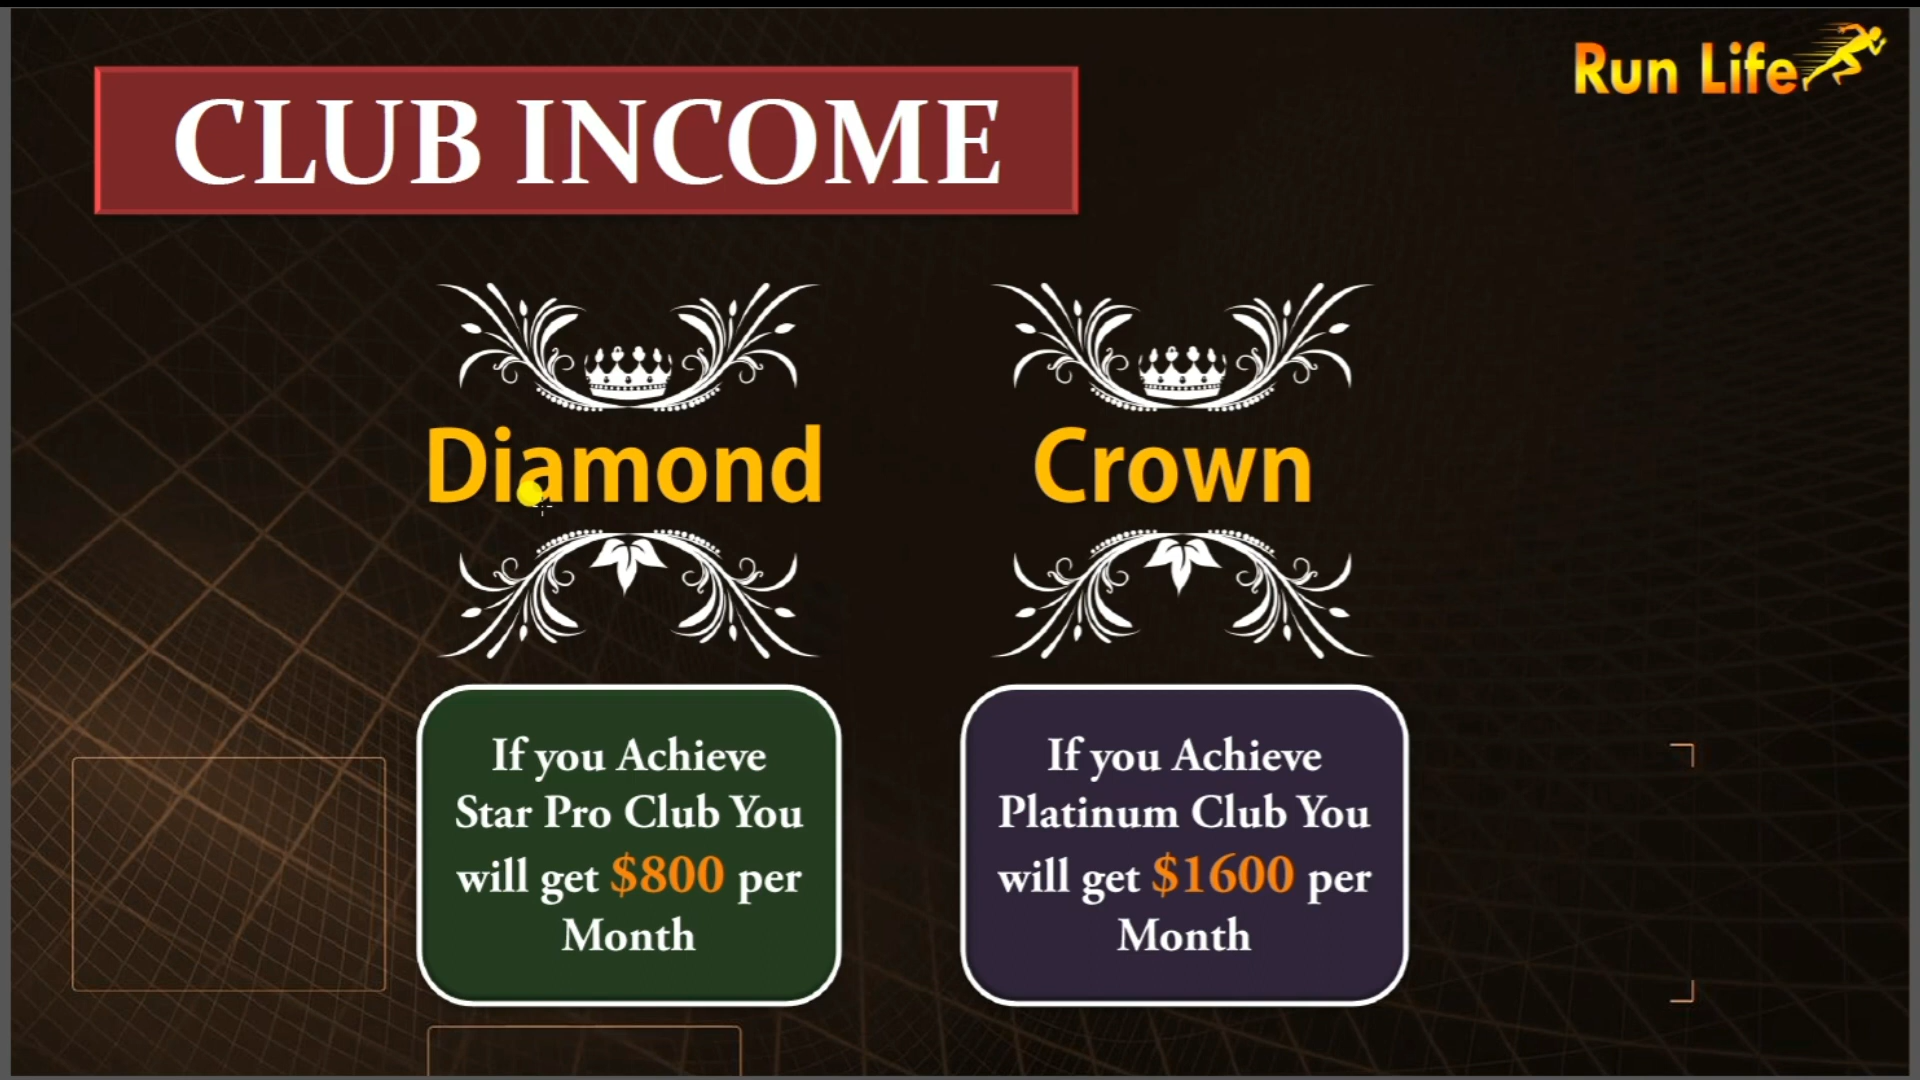 Run Life
CLUB INCOME
Diamond
Crown
If you Achieve
Star Pro Club You
will get $800 per
Month
If you Achieve
Platinum Club You
will get $1600 per
Month